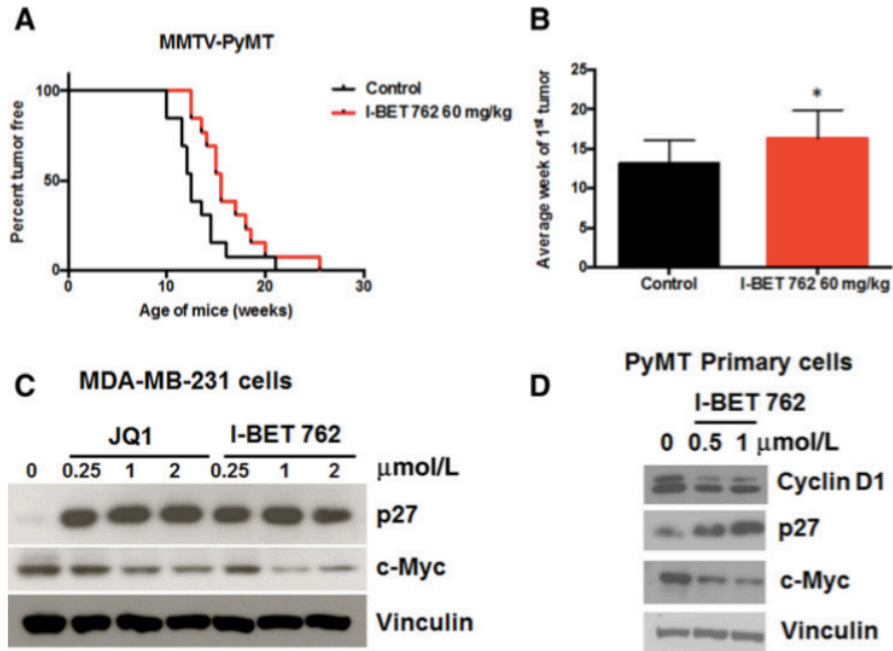 A
MMTV-PyMT
Control
I-BET 762 60 mg/kg
100
50
0
0 10 20 30
Percent tumor free
Age of mice (weeks)
B
25
20
15
10
5
0
*
Average week of 1st tumor
Control I-BET 762 60 mg/kg
C MDA-MB-231 cells
JQ1 I-BET 762
0 0.25 1 2 0.25 1 2 μmol/L
p27
c-Myc
Vinculin
D PyMT Primary cells
I-BET 762
0 0.5 1 μmol/L
Cyclin D1
p27
c-Myc
Vinculin